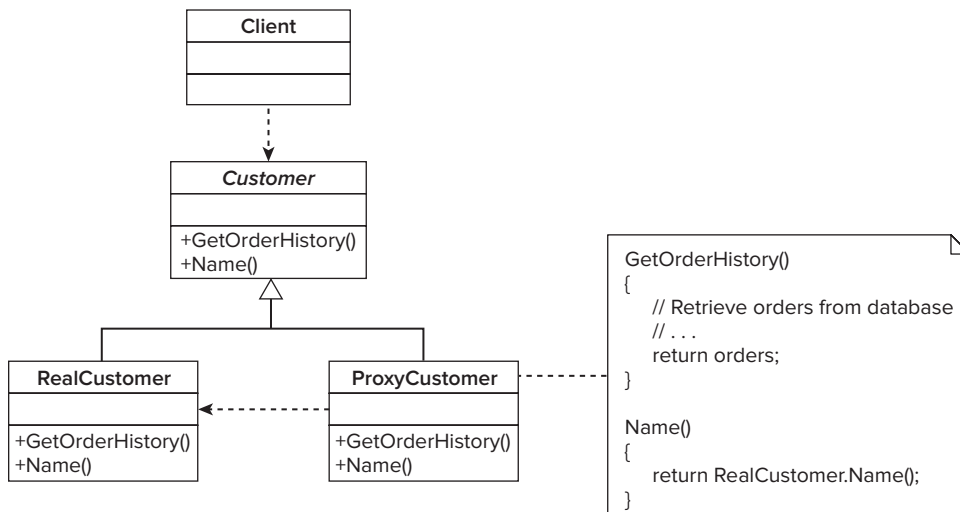 Client
Customer
+GetOrderHistory()
+Name()
RealCustomer
+GetOrderHistory()
+Name()
ProxyCustomer
+GetOrderHistory()
+Name()
GetOrderHistory()
{
// Retrieve orders from database
// . . .
return orders;
}
Name()
{
return RealCustomer.Name();
}